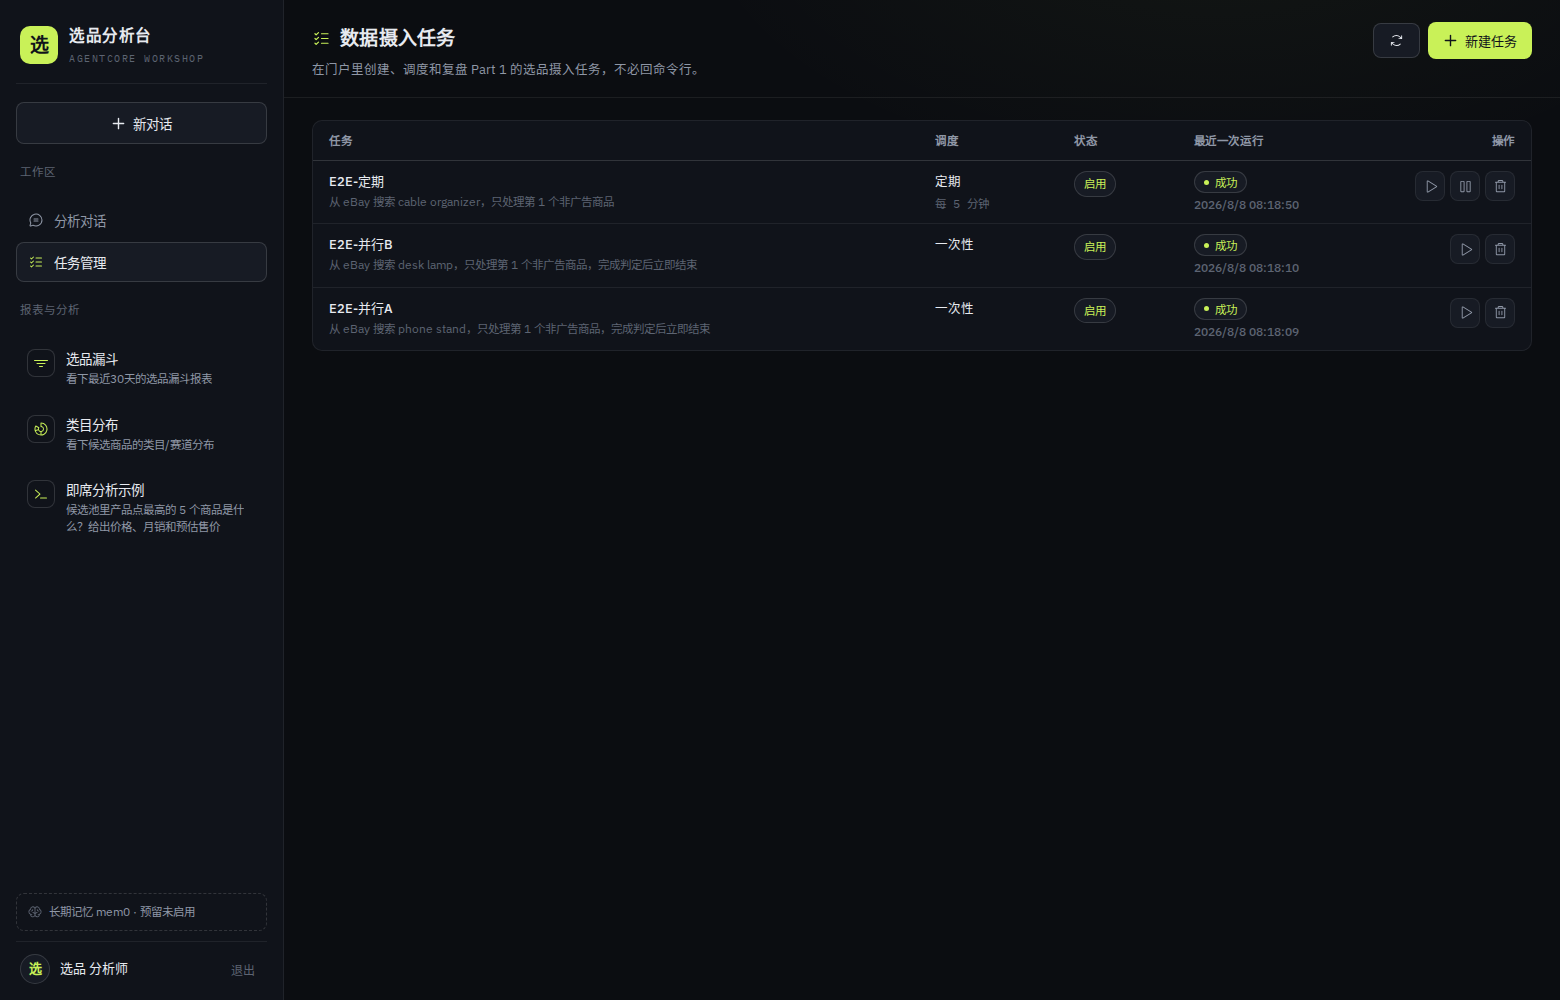 选
选品分析台
AGENTCORE WORKSHOP
新对话
工作区
分析对话
任务管理
报表与分析
选品漏斗
看下最近30天的选品漏斗报表
类目分布
看下候选商品的类目/赛道分布
即席分析示例
候选池里产品点最高的 5 个商品是什
么？给出价格、月销和预估售价
长期记忆 mem0 · 预留未启用
选 选品 分析师 退出
数据摄入任务
在门户里创建、调度和复盘 Part 1 的选品摄入任务，不必回命令行。
新建任务
任务 调度 状态 最近一次运行 操作
E2E-定期 定期 启用 成功
从 eBay 搜索 cable organizer，只处理第 1 个非广告商品 每 5 分钟 2026/8/8 08:18:50
E2E-并行B 一次性 启用 成功
从 eBay 搜索 desk lamp，只处理第 1 个非广告商品，完成判定后立即结束 2026/8/8 08:18:10
E2E-并行A 一次性 启用 成功
从 eBay 搜索 phone stand，只处理第 1 个非广告商品，完成判定后立即结束 2026/8/8 08:18:09